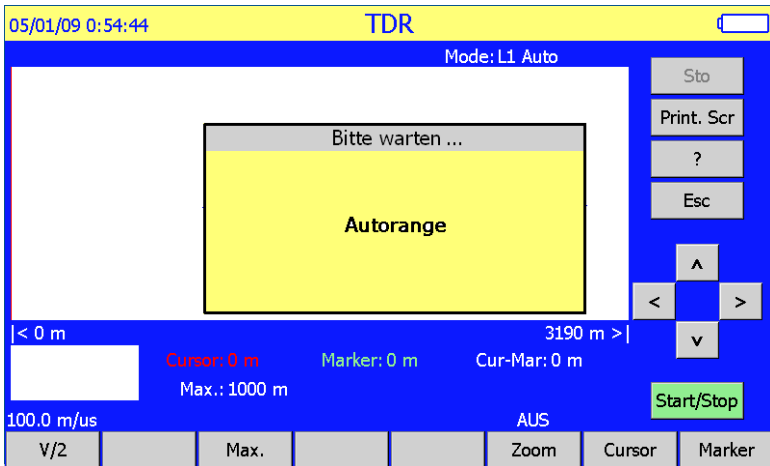 05/01/09 0:54:44 TDR
Mode: L1 Auto
Sto
Print. Scr
?
Esc
Bitte warten ...
Autorange
^
< >
v
|< 0 m 3190 m >|
Cursor: 0 m Marker: 0 m Cur-Mar: 0 m
Max.: 1000 m
Start/Stop
100.0 m/us AUS
V/2 Max. Zoom Cursor Marker